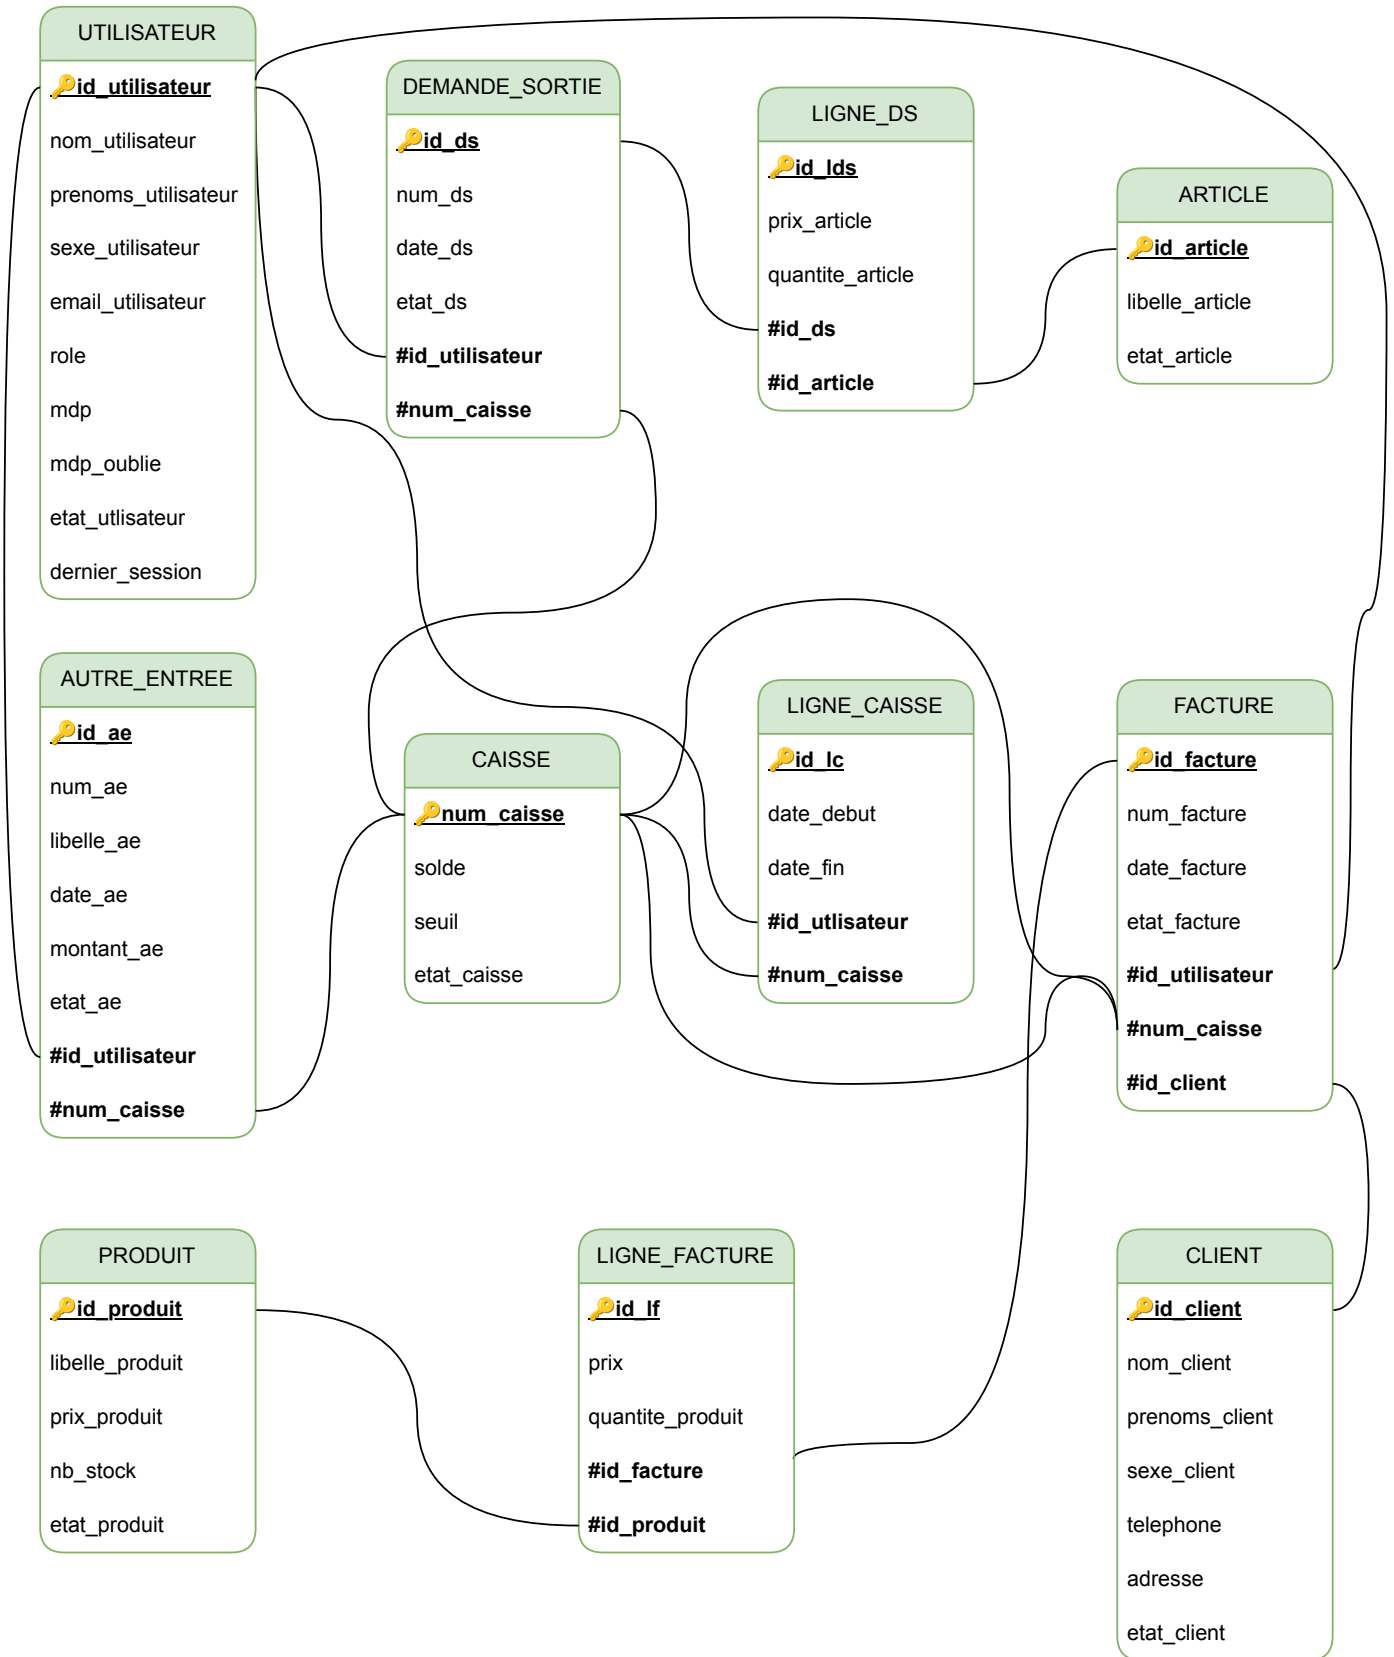 UTILISATEUR
🔑id_utilisateur
nom_utilisateur
prenoms_utilisateur
sexe_utilisateur
email_utilisateur
role
mdp
mdp_oublie
etat_utlisateur
dernier_session
DEMANDE_SORTIE
🔑id_ds
num_ds
date_ds
etat_ds
#id_utilisateur
#num_caisse
LIGNE_DS
🔑id_lds
prix_article
quantite_article
#id_ds
#id_article
ARTICLE
🔑id_article
libelle_article
etat_article
AUTRE_ENTREE
🔑id_ae
num_ae
libelle_ae
date_ae
montant_ae
etat_ae
#id_utilisateur
#num_caisse
CAISSE
🔑num_caisse
solde
seuil
etat_caisse
LIGNE_CAISSE
🔑id_lc
date_debut
date_fin
#id_utlisateur
#num_caisse
FACTURE
🔑id_facture
num_facture
date_facture
etat_facture
#id_utilisateur
#num_caisse
#id_client
PRODUIT
🔑id_produit
libelle_produit
prix_produit
nb_stock
etat_produit
LIGNE_FACTURE
🔑id_lf
prix
quantite_produit
#id_facture
#id_produit
CLIENT
🔑id_client
nom_client
prenoms_client
sexe_client
telephone
adresse
etat_client